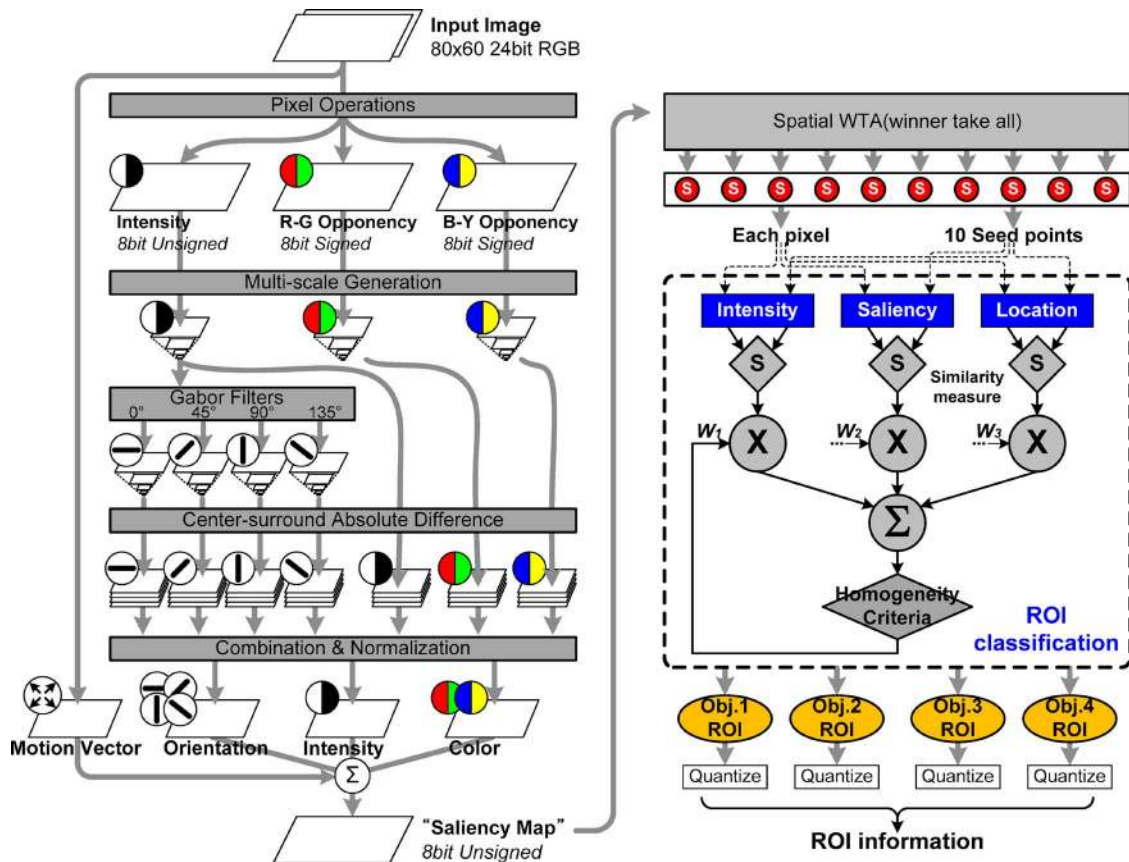 Input Image
80x60 24bit RGB
Pixel Operations
Intensity
8bit Unsigned
R-G Opponency
8bit Signed
B-Y Opponency
8bit Signed
Multi-scale Generation
Gabor Filters
0° 45° 90° 135°
Center-surround Absolute Difference
Combination & Normalization
Motion Vector
Orientation
Intensity
Color
Σ
“Saliency Map”
8bit Unsigned
Spatial WTA(winner take all)
S S S S S S S S S S
Each pixel
10 Seed points
Intensity
Saliency
Location
S S S
Similarity
measure
W1 X W2 X W3 X
Σ
Homogeneity
Criteria
ROI
classification
Obj.1
ROI
Obj.2
ROI
Obj.3
ROI
Obj.4
ROI
Quantize Quantize Quantize Quantize
ROI information